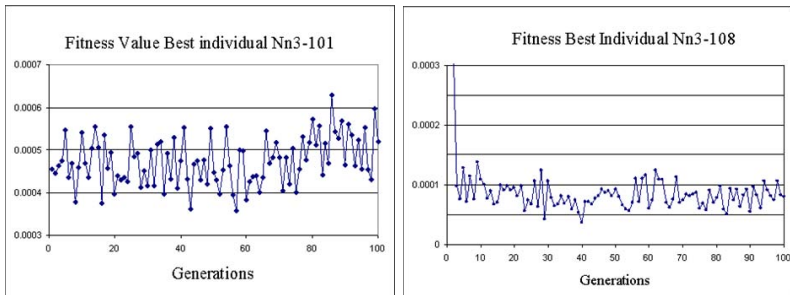 Fitness Value Best individual Nn3-101
0.0007
0.0006
0.0005
0.0004
0.0003
0 20 40 60 80 100
Generations
Fitness Best Individual Nn3-108
0.0003
0.0002
0.0001
0
0 10 20 30 40 50 60 70 80 90 100
Generations